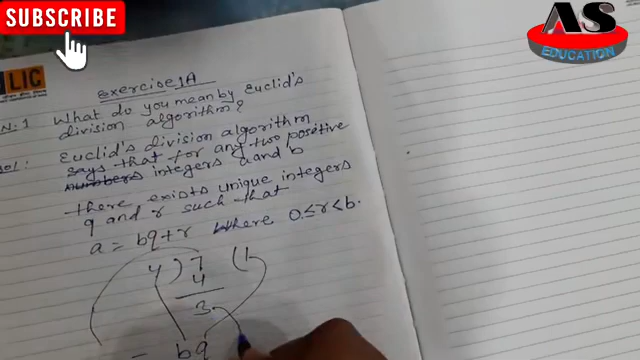 SUBSCRIBE
AS
EDUCATION
LIC
Exercise 1A
N: 1 What do you mean by Euclid's
division algorithm?
Sol: Euclid's division algorithm
says that for any two positive
numbers integers a and b
there exists unique integers
q and r such that
a = bq + r where 0 ≤ r < b.
4 ) 7 ( 1
4
3
= bq